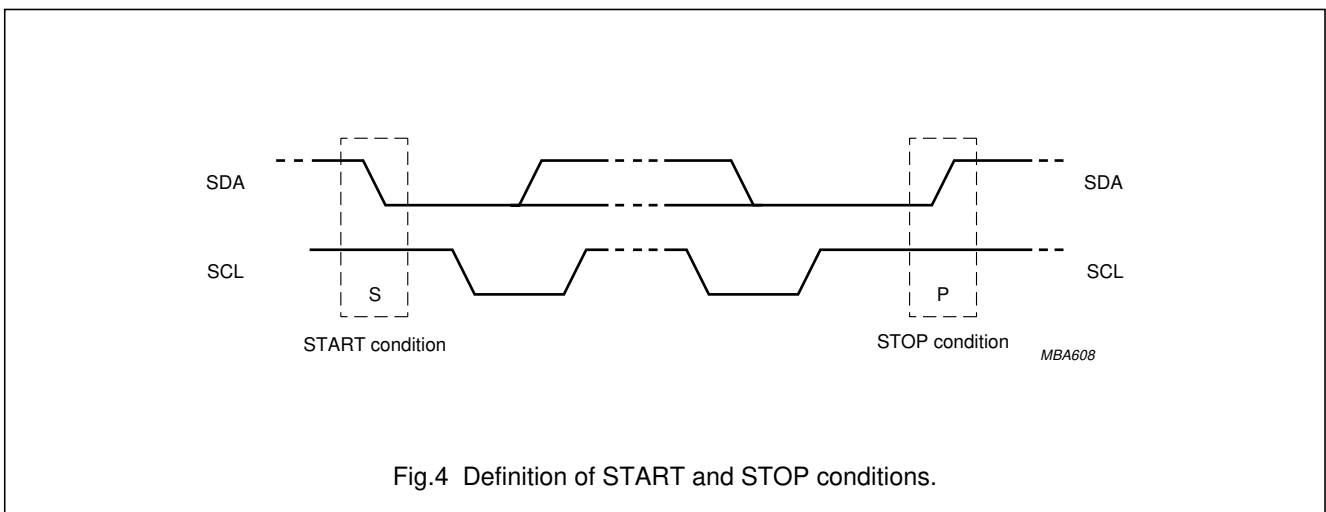 SDA
SDA
SCL
SCL
S
P
START condition
STOP condition
MBA608
Fig.4 Definition of START and STOP conditions.